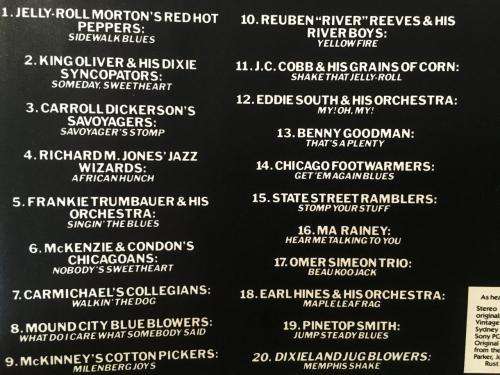 1. JELLY-ROLL MORTON'S RED HOT
PEPPERS:
SIDEWALK BLUES
2. KING OLIVER & HIS DIXIE
SYNCOPATORS:
SOMEDAY, SWEETHEART
3. CARROLL DICKERSON'S
SAVOYAGERS:
SAVOYAGER'S STOMP
4. RICHARD M. JONES' JAZZ
WIZARDS:
AFRICAN HUNCH
5. FRANKIE TRUMBAUER & HIS
ORCHESTRA:
SINGIN' THE BLUES
6. McKENZIE & CONDON'S
CHICAGOANS:
NOBODY'S SWEETHEART
7. CARMICHAEL'S COLLEGIANS:
WALKIN' THE DOG
8. MOUND CITY BLUE BLOWERS:
WHAT DO I CARE WHAT SOMEBODY SAID
9. McKINNEY'S COTTON PICKERS:
MILENBERG JOYS
10. REUBEN "RIVER" REEVES & HIS
RIVER BOYS:
YELLOW FIRE
11. J.C. COBB & HIS GRAINS OF CORN:
SHAKE THAT JELLY-ROLL
12. EDDIE SOUTH & HIS ORCHESTRA:
MY! OH, MY!
13. BENNY GOODMAN:
THAT'S A PLENTY
14. CHICAGO FOOTWARMERS:
GET 'EM AGAIN BLUES
15. STATE STREET RAMBLERS:
STOMP YOUR STUFF
16. MA RAINEY:
HEAR ME TALKING TO YOU
17. OMER SIMEON TRIO:
BEAU KOO JACK
18. EARL HINES & HIS ORCHESTRA:
MAPLE LEAF RAG
19. PINETOP SMITH:
JUMP STEADY BLUES
20. DIXIELAND JUG BLOWERS:
MEMPHIS SHAKE
As hea
Stereo
original
Vintage
Sydney
Sony PC
Original
from the
Parker, J
Rost